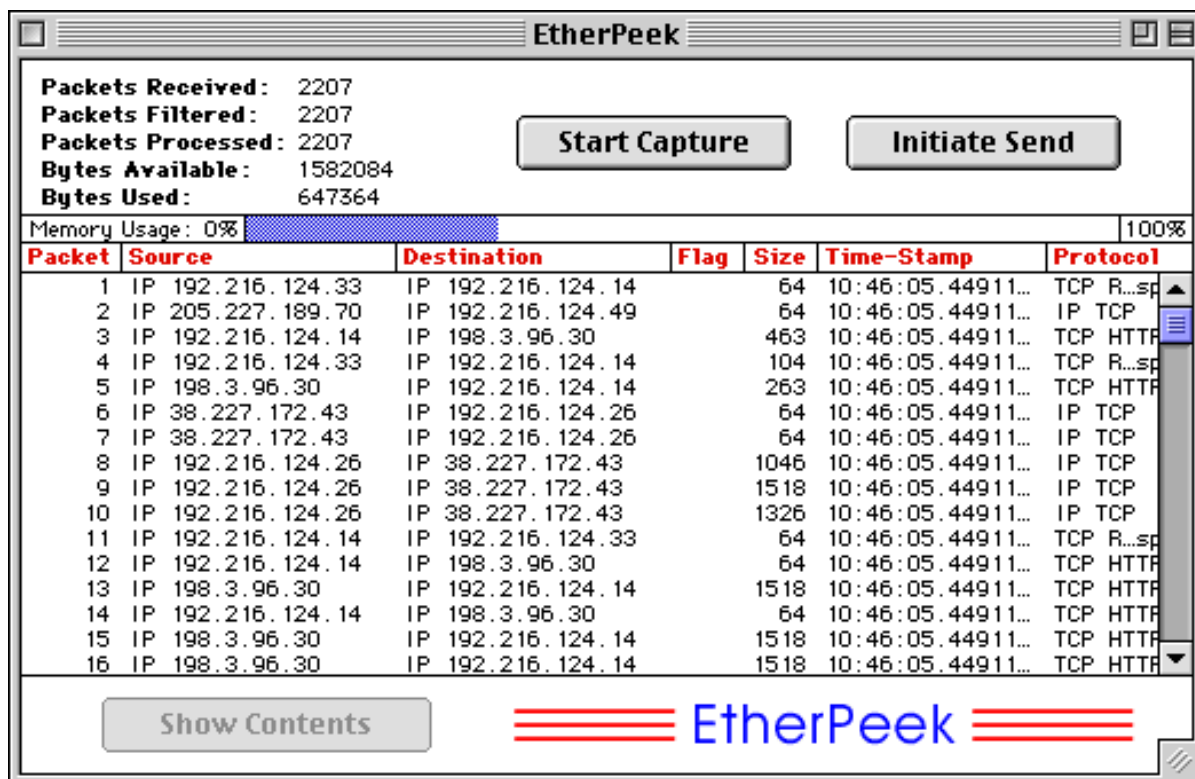 EtherPeek
Packets Received: 2207
Packets Filtered: 2207
Packets Processed: 2207
Bytes Available: 1582084
Bytes Used: 647364
Start Capture
Initiate Send
Memory Usage: 0% 100%
Packet Source Destination Flag Size Time-Stamp Protocol
1 IP 192.216.124.33 IP 192.216.124.14 64 10:46:05.44911… TCP R…sp
2 IP 205.227.189.70 IP 192.216.124.49 64 10:46:05.44911… IP TCP
3 IP 192.216.124.14 IP 198.3.96.30 463 10:46:05.44911… TCP HTTP
4 IP 192.216.124.33 IP 192.216.124.14 104 10:46:05.44911… TCP R…sp
5 IP 198.3.96.30 IP 192.216.124.14 263 10:46:05.44911… TCP HTTP
6 IP 38.227.172.43 IP 192.216.124.26 64 10:46:05.44911… IP TCP
7 IP 38.227.172.43 IP 192.216.124.26 64 10:46:05.44911… IP TCP
8 IP 192.216.124.26 IP 38.227.172.43 1046 10:46:05.44911… IP TCP
9 IP 192.216.124.26 IP 38.227.172.43 1518 10:46:05.44911… IP TCP
10 IP 192.216.124.26 IP 38.227.172.43 1326 10:46:05.44911… IP TCP
11 IP 192.216.124.14 IP 192.216.124.33 64 10:46:05.44911… TCP R…sp
12 IP 192.216.124.14 IP 198.3.96.30 64 10:46:05.44911… TCP HTTP
13 IP 198.3.96.30 IP 192.216.124.14 1518 10:46:05.44911… TCP HTTP
14 IP 192.216.124.14 IP 198.3.96.30 64 10:46:05.44911… TCP HTTP
15 IP 198.3.96.30 IP 192.216.124.14 1518 10:46:05.44911… TCP HTTP
16 IP 198.3.96.30 IP 192.216.124.14 1518 10:46:05.44911… TCP HTTP
Show Contents
EtherPeek